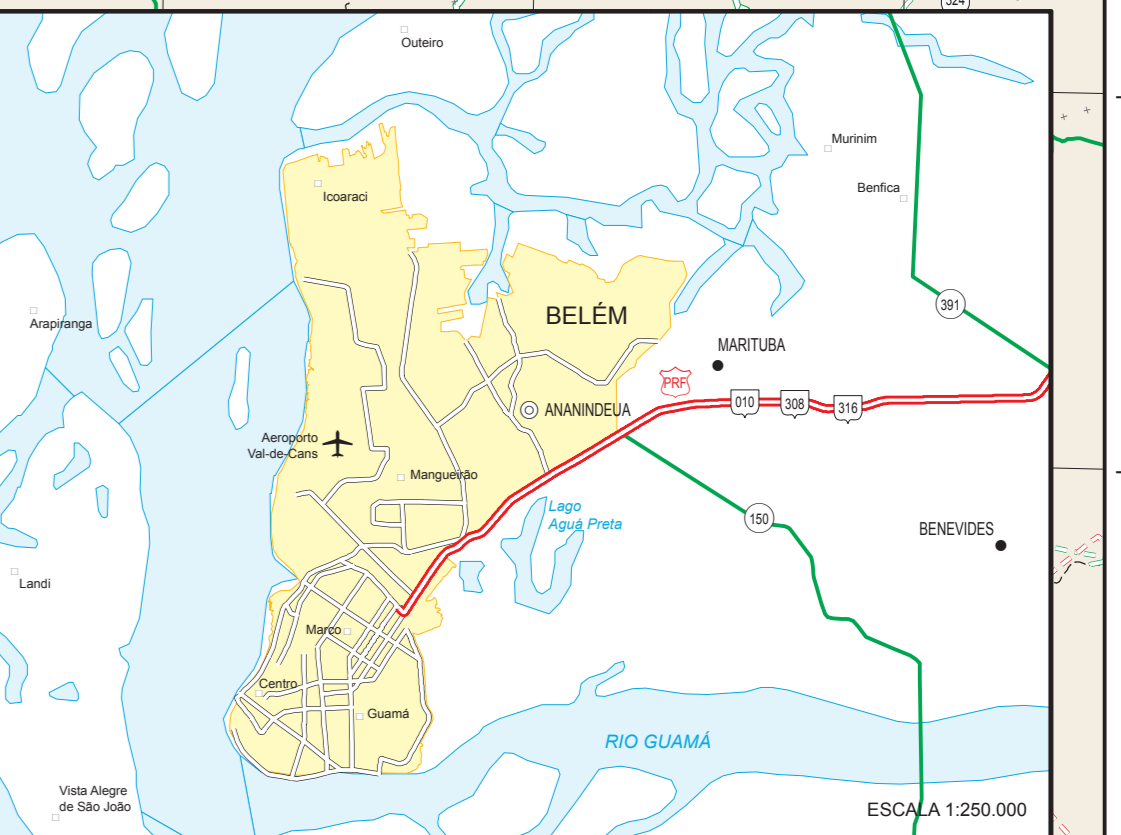 324
Outeiro
Murinim
Benfica
Icoaraci
391
Arapiranga
BELÉM
MARITUBA
PRF
010
308
316
ANANINDEUA
Aeroporto
Val-de-Cans
Mangueirão
Lago
Aguá Preta
150
BENEVIDES
Landi
Marco
Centro
Guamá
RIO GUAMÁ
Vista Alegre
de São João
ESCALA 1:250.000